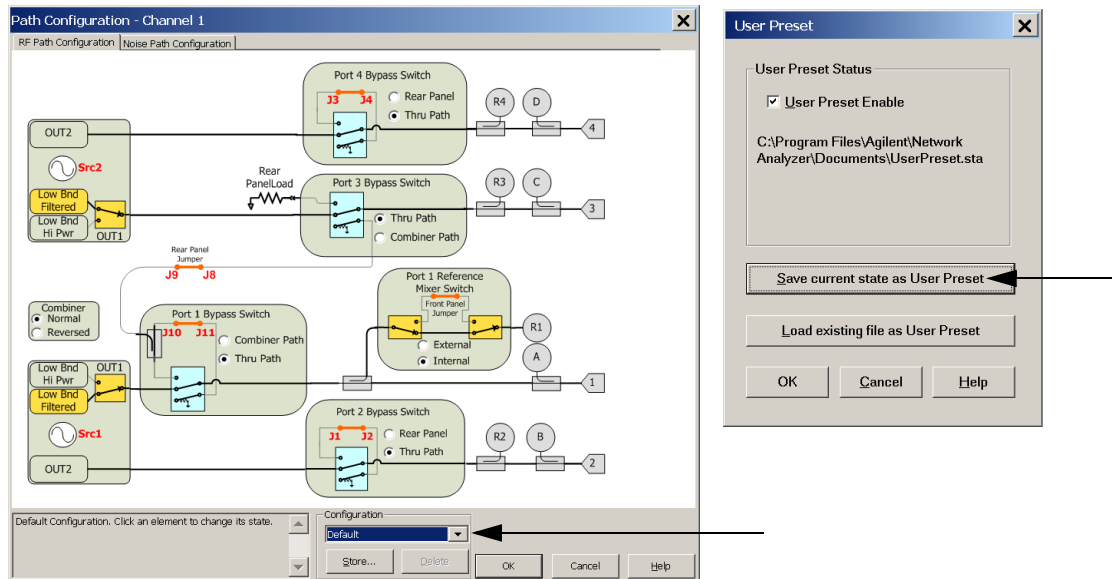 Path Configuration - Channel 1
RF Path Configuration
Noise Path Configuration
Port 4 Bypass Switch
J3 J4
Rear Panel
Thru Path
R4
D
4
OUT2
Src2
Low Bnd
Filtered
Low Bnd
Hi Pwr
OUT1
Rear
PanelLoad
Port 3 Bypass Switch
Thru Path
Combiner Path
R3
C
3
Rear Panel
Jumper
J9 J8
Port 1 Reference
Mixer Switch
Front Panel
Jumper
External
Internal
R1
A
1
Combiner
Normal
Reversed
Port 1 Bypass Switch
J10 J11
Combiner Path
Thru Path
Low Bnd
Hi Pwr
Low Bnd
Filtered
OUT1
Src1
OUT2
Port 2 Bypass Switch
J1 J2
Rear Panel
Thru Path
R2
B
2
Default Configuration. Click an element to change its state.
Configuration
Default
Store...
Delete
OK
Cancel
Help
User Preset
User Preset Status
User Preset Enable
C:\Program Files\Agilent\Network
Analyzer\Documents\UserPreset.sta
Save current state as User Preset
Load existing file as User Preset
OK
Cancel
Help